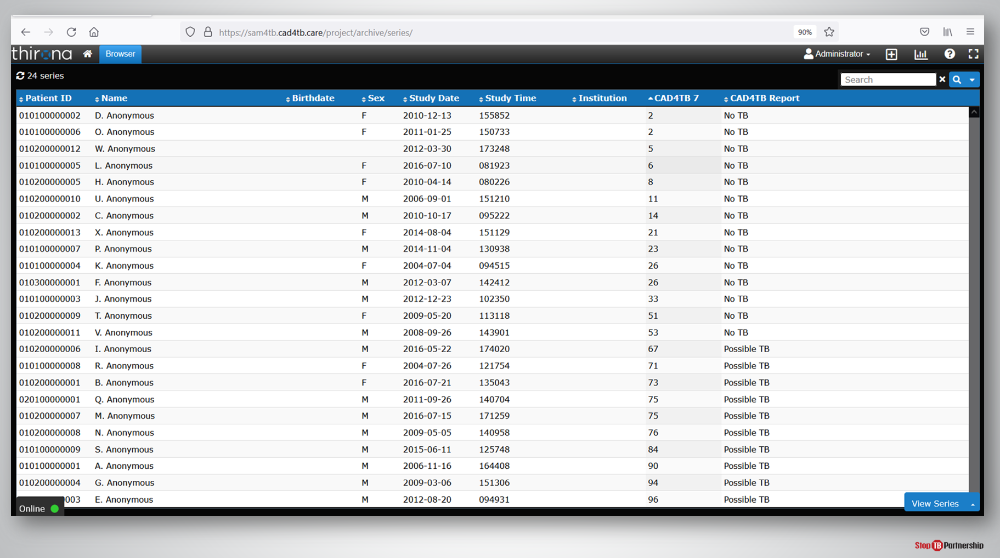 https://sam4tb.cad4tb.care/project/archive/series/ 90%
thirona Browser Administrator
24 series Search
Patient ID Name Birthdate Sex Study Date Study Time Institution CAD4TB 7 CAD4TB Report
010100000002 D. Anonymous F 2010-12-13 155852 2 No TB
010100000006 O. Anonymous F 2011-01-25 150733 2 No TB
010200000012 W. Anonymous 2012-03-30 173248 5 No TB
010100000005 L. Anonymous F 2016-07-10 081923 6 No TB
010200000005 H. Anonymous F 2010-04-14 080226 8 No TB
010200000010 U. Anonymous M 2006-09-01 151210 11 No TB
010200000002 C. Anonymous M 2010-10-17 095222 14 No TB
010200000013 X. Anonymous F 2014-08-04 151129 21 No TB
010100000007 P. Anonymous M 2014-11-04 130938 23 No TB
010100000004 K. Anonymous F 2004-07-04 094515 26 No TB
010300000001 F. Anonymous M 2012-03-07 142412 26 No TB
010100000003 J. Anonymous M 2012-12-23 102350 33 No TB
010200000009 T. Anonymous F 2009-05-20 113118 51 No TB
010200000011 V. Anonymous M 2008-09-26 143901 53 No TB
010200000006 I. Anonymous M 2016-05-22 174020 67 Possible TB
010100000008 R. Anonymous F 2004-07-26 121754 71 Possible TB
010200000001 B. Anonymous F 2016-07-21 135043 73 Possible TB
020100000001 Q. Anonymous M 2011-09-26 140704 75 Possible TB
010200000007 M. Anonymous M 2016-07-15 171259 75 Possible TB
010200000008 N. Anonymous M 2009-05-05 140958 76 Possible TB
010100000009 S. Anonymous M 2015-06-11 125748 84 Possible TB
010100000001 A. Anonymous M 2006-11-16 164408 90 Possible TB
010200000004 G. Anonymous M 2009-03-06 151306 94 Possible TB
003 E. Anonymous M 2012-08-20 094931 96 Possible TB
Online View Series
Stop TB Partnership